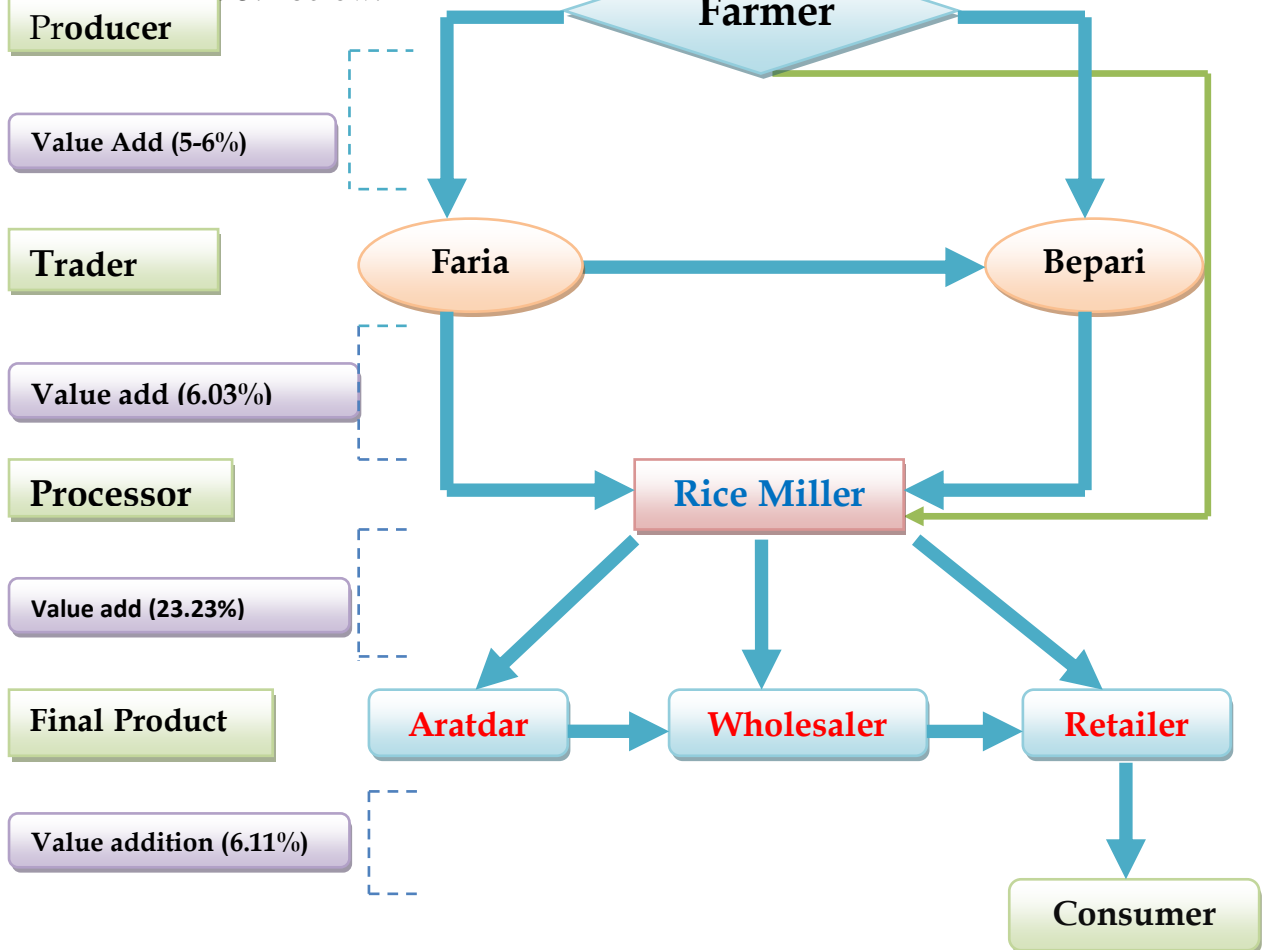 Producer
Farmer
Value Add (5-6%)
Trader
Faria
Bepari
Value add (6.03%)
Processor
Rice Miller
Value add (23.23%)
Final Product
Aratdar
Wholesaler
Retailer
Value addition (6.11%)
Consumer